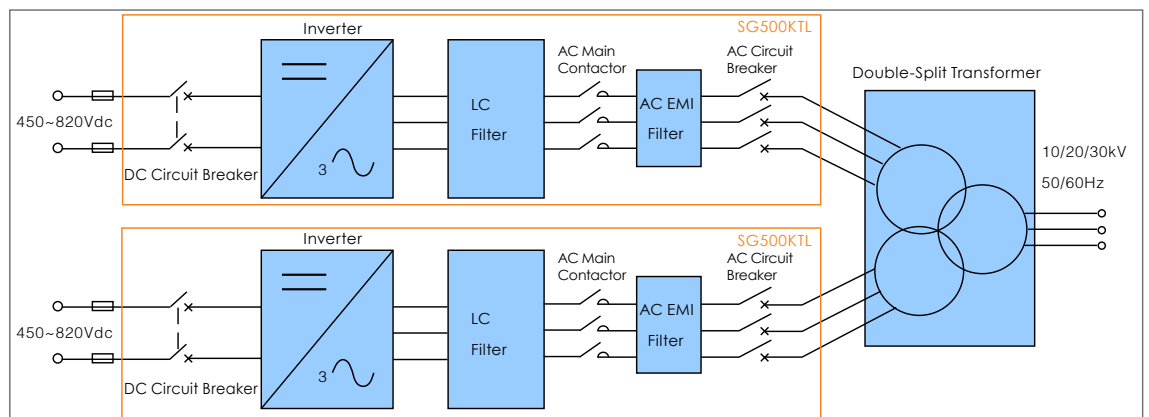 SG500KTL
Inverter
AC Main
Contactor
AC Circuit
Breaker
Double-Split Transformer
450~820Vdc
LC
Filter
AC EMI
Filter
3
DC Circuit Breaker
10/20/30kV
50/60Hz
SG500KTL
Inverter
AC Main
Contactor
AC Circuit
Breaker
450~820Vdc
LC
Filter
AC EMI
Filter
3
DC Circuit Breaker